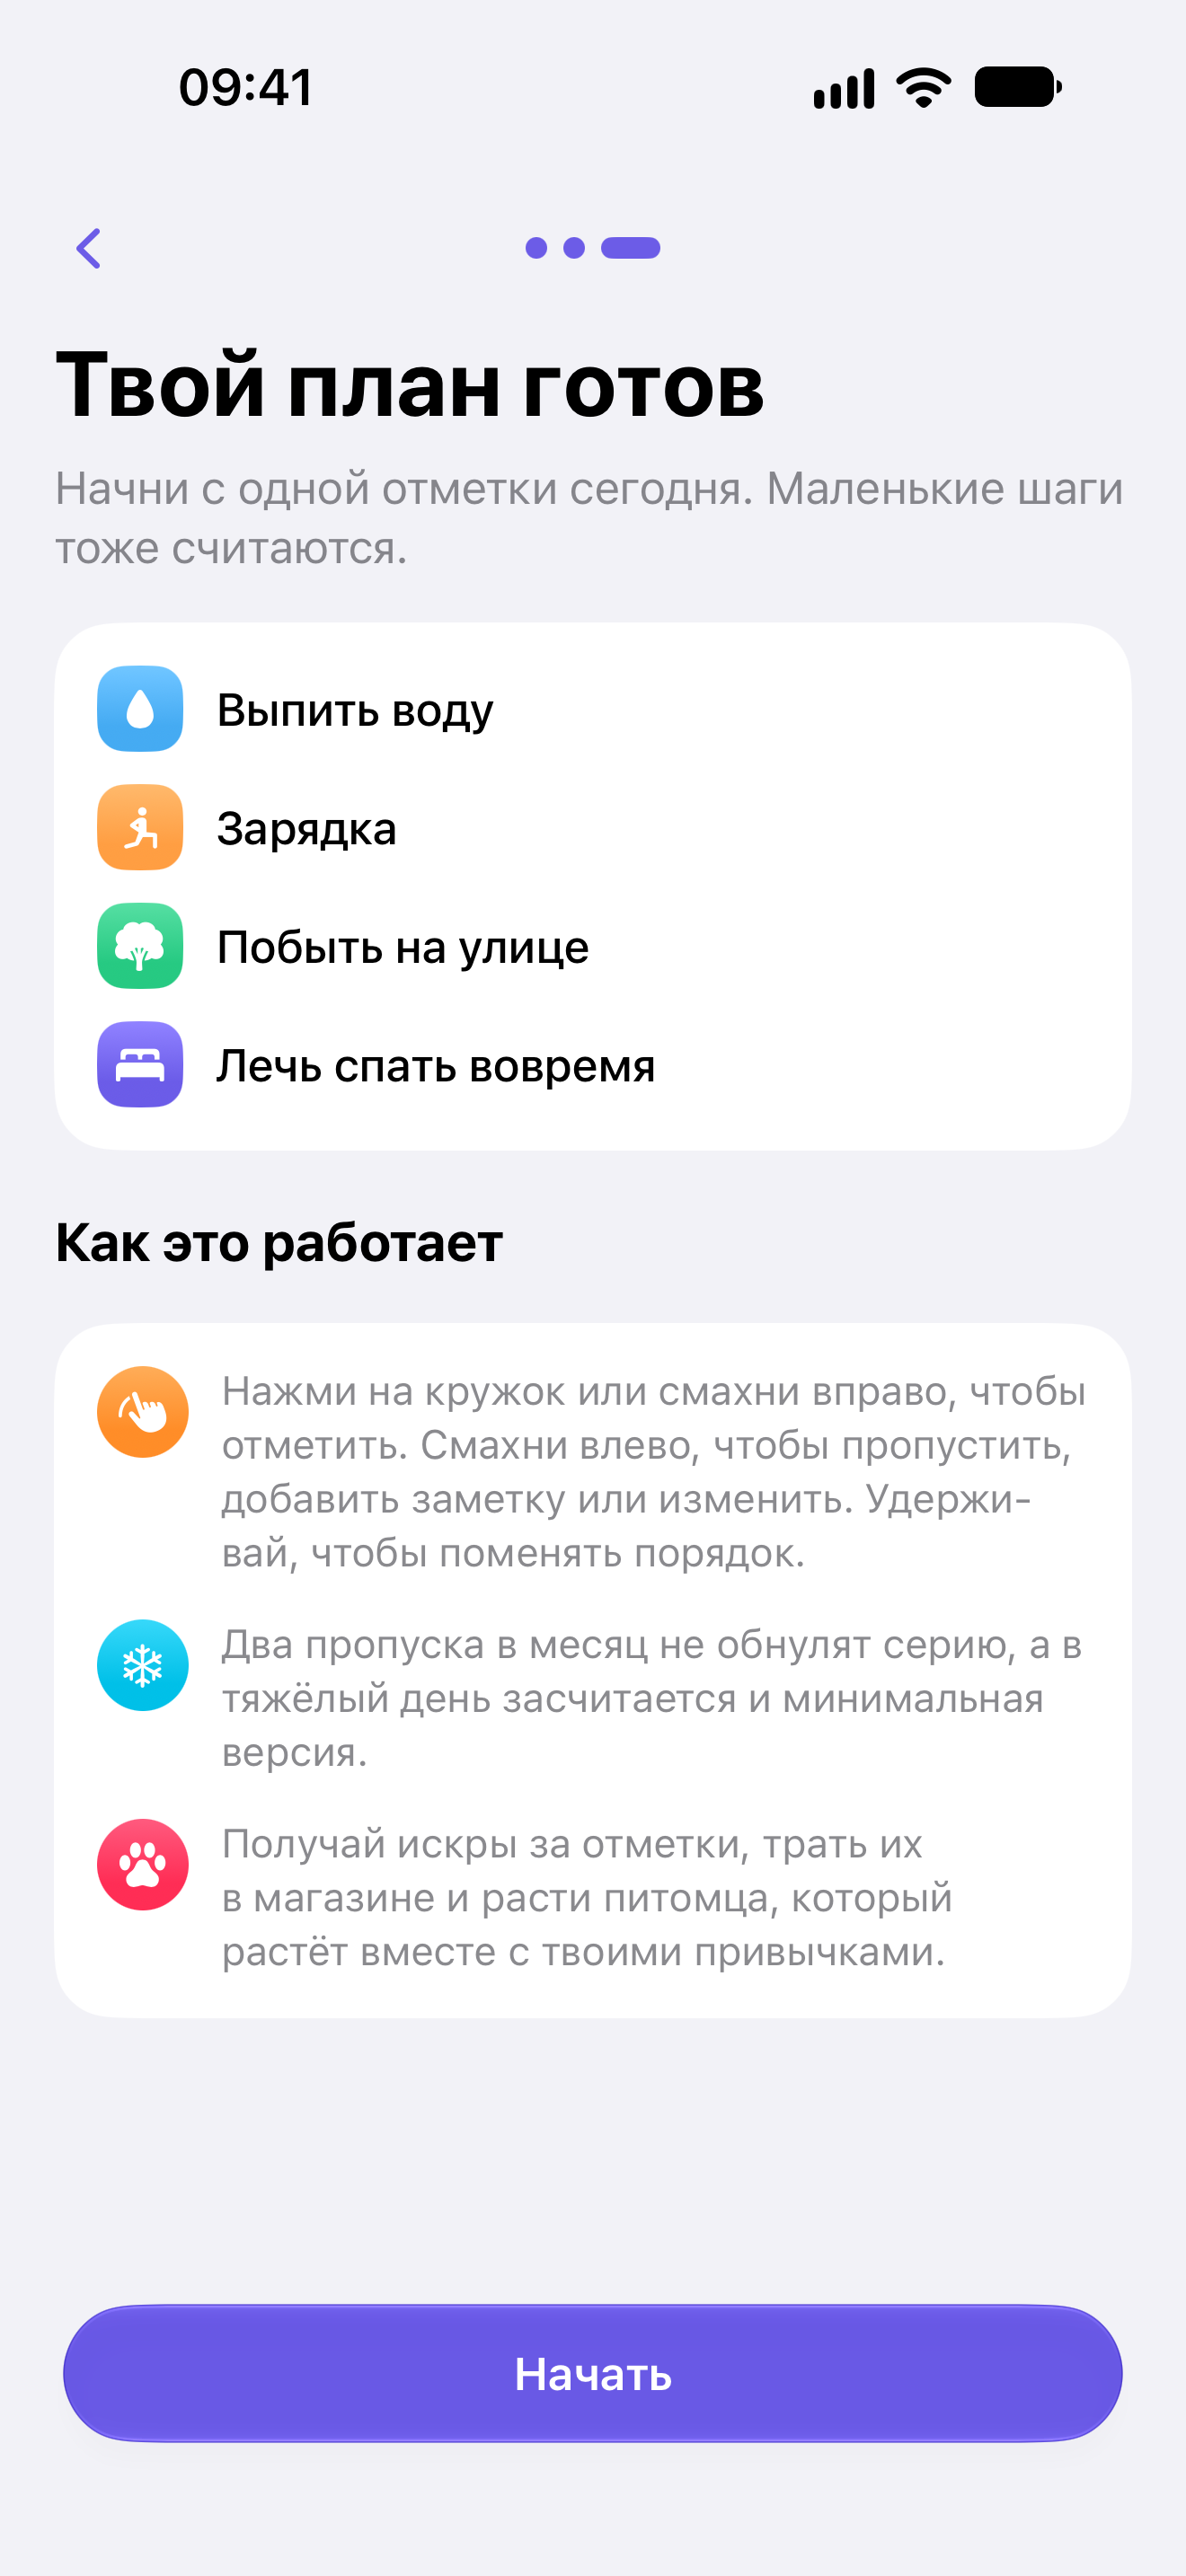 09:41
Твой план готов
Начни с одной отметки сегодня. Маленькие шаги
тоже считаются.
Выпить воду
Зарядка
Побыть на улице
Лечь спать вовремя
Как это работает
Нажми на кружок или смахни вправо, чтобы
отметить. Смахни влево, чтобы пропустить,
добавить заметку или изменить. Удержи-
вай, чтобы поменять порядок.
Два пропуска в месяц не обнулят серию, а в
тяжёлый день засчитается и минимальная
версия.
Получай искры за отметки, трать их
в магазине и расти питомца, который
растёт вместе с твоими привычками.
Начать